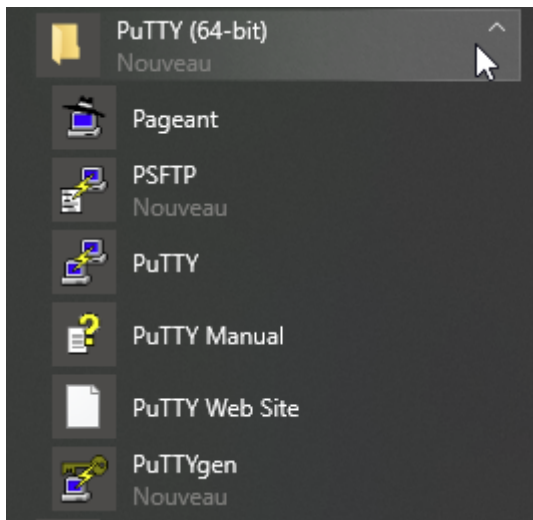 PuTTY (64-bit)
Nouveau
Pageant
PSFTP
Nouveau
PuTTY
PuTTY Manual
PuTTY Web Site
PuTTYgen
Nouveau